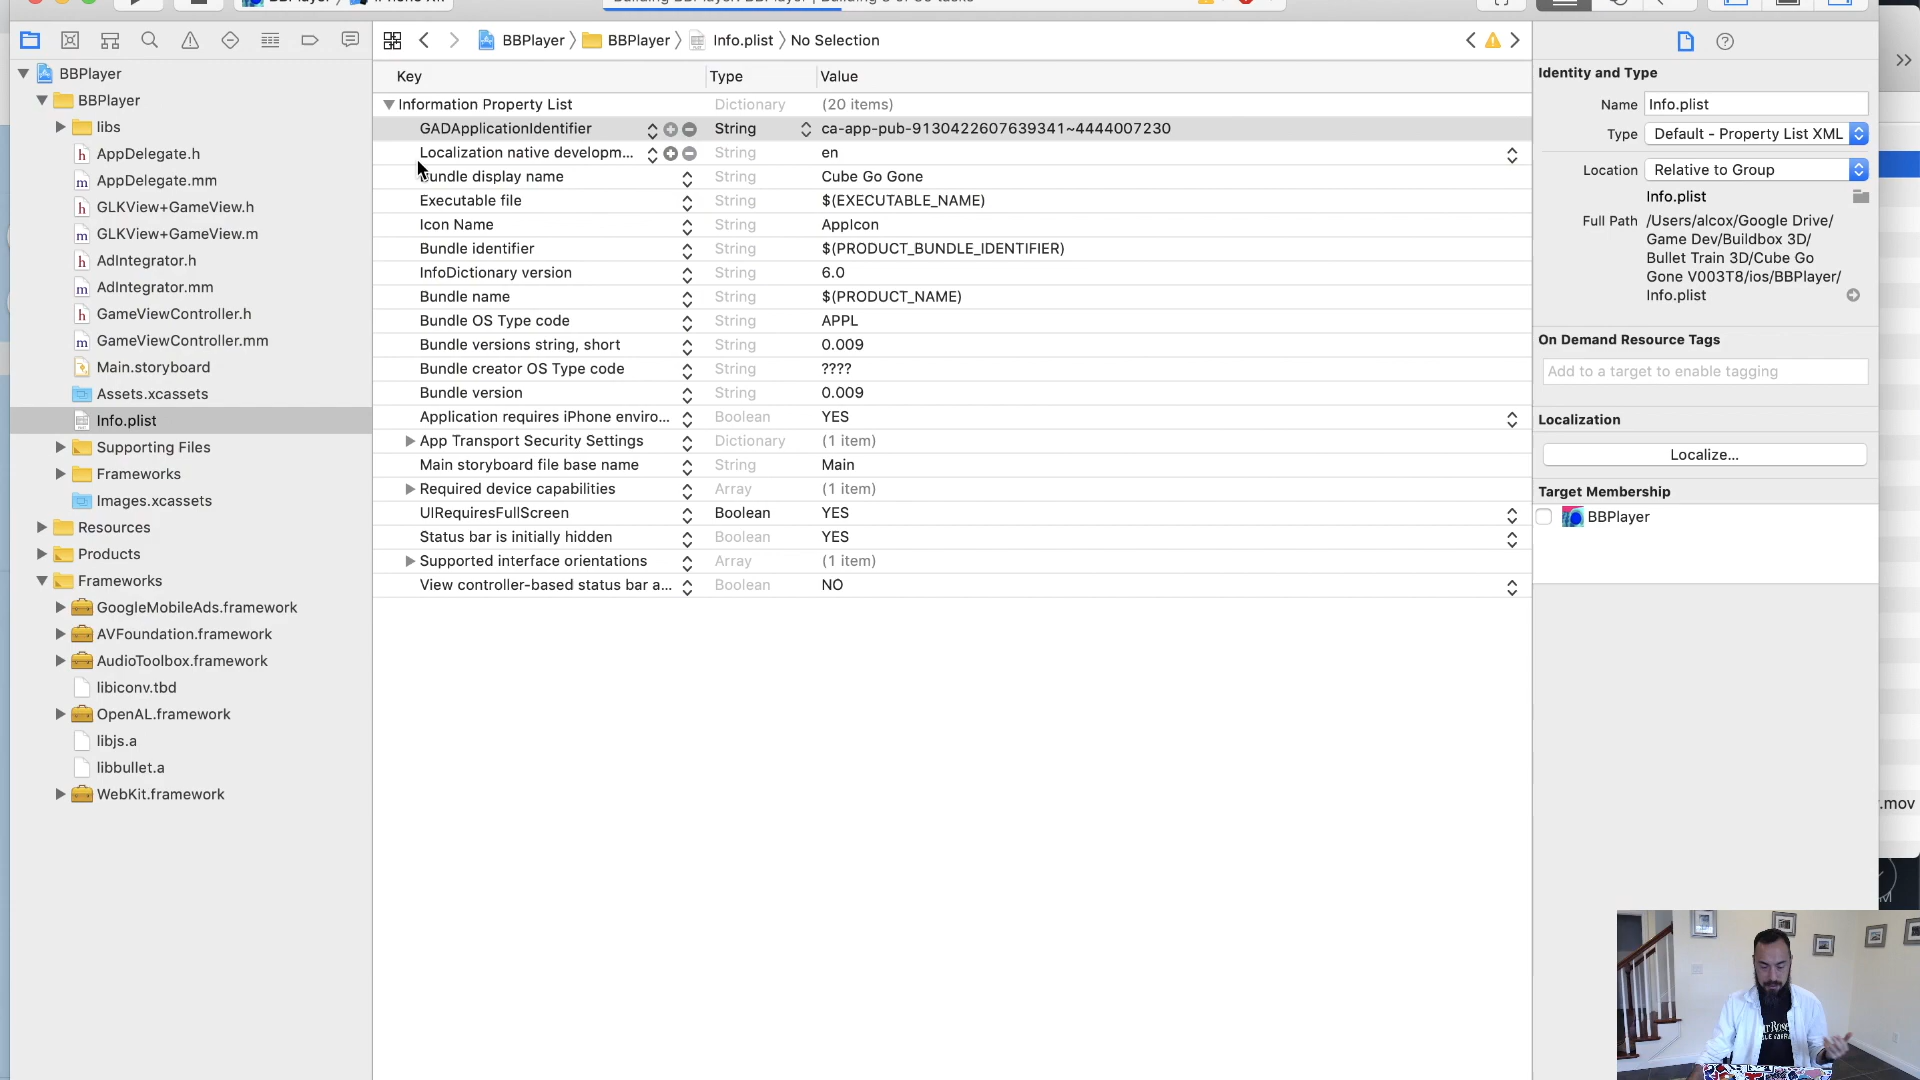 BBPlayer
BBPlayer
libs
AppDelegate.h
AppDelegate.mm
GLKView+GameView.h
GLKView+GameView.m
AdIntegrator.h
AdIntegrator.mm
GameViewController.h
GameViewController.mm
Main.storyboard
Assets.xcassets
Info.plist
Supporting Files
Frameworks
Images.xcassets
Resources
Products
Frameworks
GoogleMobileAds.framework
AVFoundation.framework
AudioToolbox.framework
libiconv.tbd
OpenAL.framework
libjs.a
libbullet.a
WebKit.framework
BBPlayer BBPlayer Info.plist No Selection
Key Type Value
Information Property List Dictionary (20 items)
GADApplicationIdentifier String ca-app-pub-9130422607639341~4444007230
Localization native developm... String en
Bundle display name String Cube Go Gone
Executable file String $(EXECUTABLE_NAME)
Icon Name String AppIcon
Bundle identifier String $(PRODUCT_BUNDLE_IDENTIFIER)
InfoDictionary version String 6.0
Bundle name String $(PRODUCT_NAME)
Bundle OS Type code String APPL
Bundle versions string, short String 0.009
Bundle creator OS Type code String ????
Bundle version String 0.009
Application requires iPhone enviro... Boolean YES
App Transport Security Settings Dictionary (1 item)
Main storyboard file base name String Main
Required device capabilities Array (1 item)
UIRequiresFullScreen Boolean YES
Status bar is initially hidden Boolean YES
Supported interface orientations Array (1 item)
View controller-based status bar a... Boolean NO
Identity and Type
Name Info.plist
Type Default - Property List XML
Location Relative to Group
Info.plist
Full Path /Users/alcox/Google Drive/
Game Dev/Buildbox 3D/
Bullet Train 3D/Cube Go
Gone V003T8/ios/BBPlayer/
Info.plist
On Demand Resource Tags
Add to a target to enable tagging
Localization
Localize...
Target Membership
BBPlayer
.mov